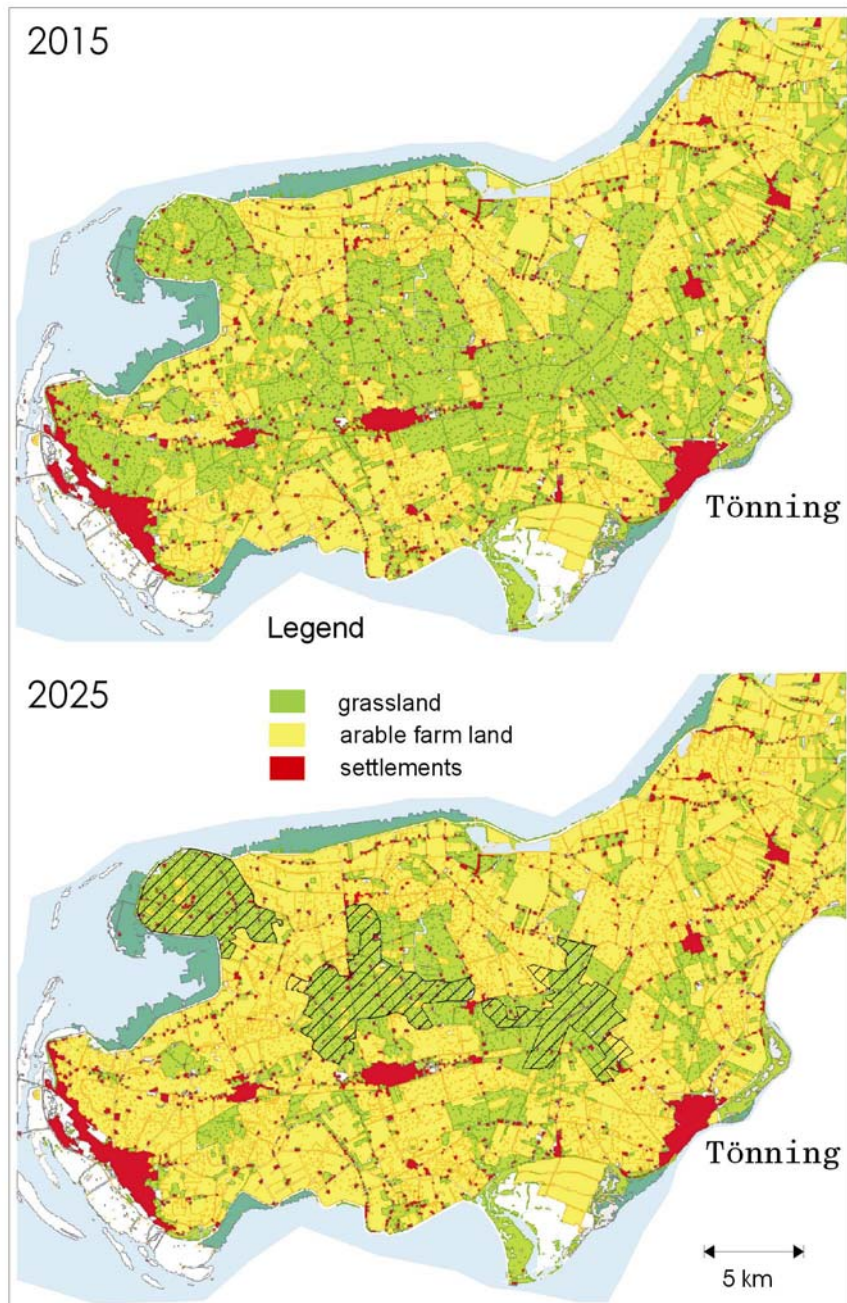 2015
Tönning
Legend
grassland
arable farm land
settlements
2025
Tönning
5 km